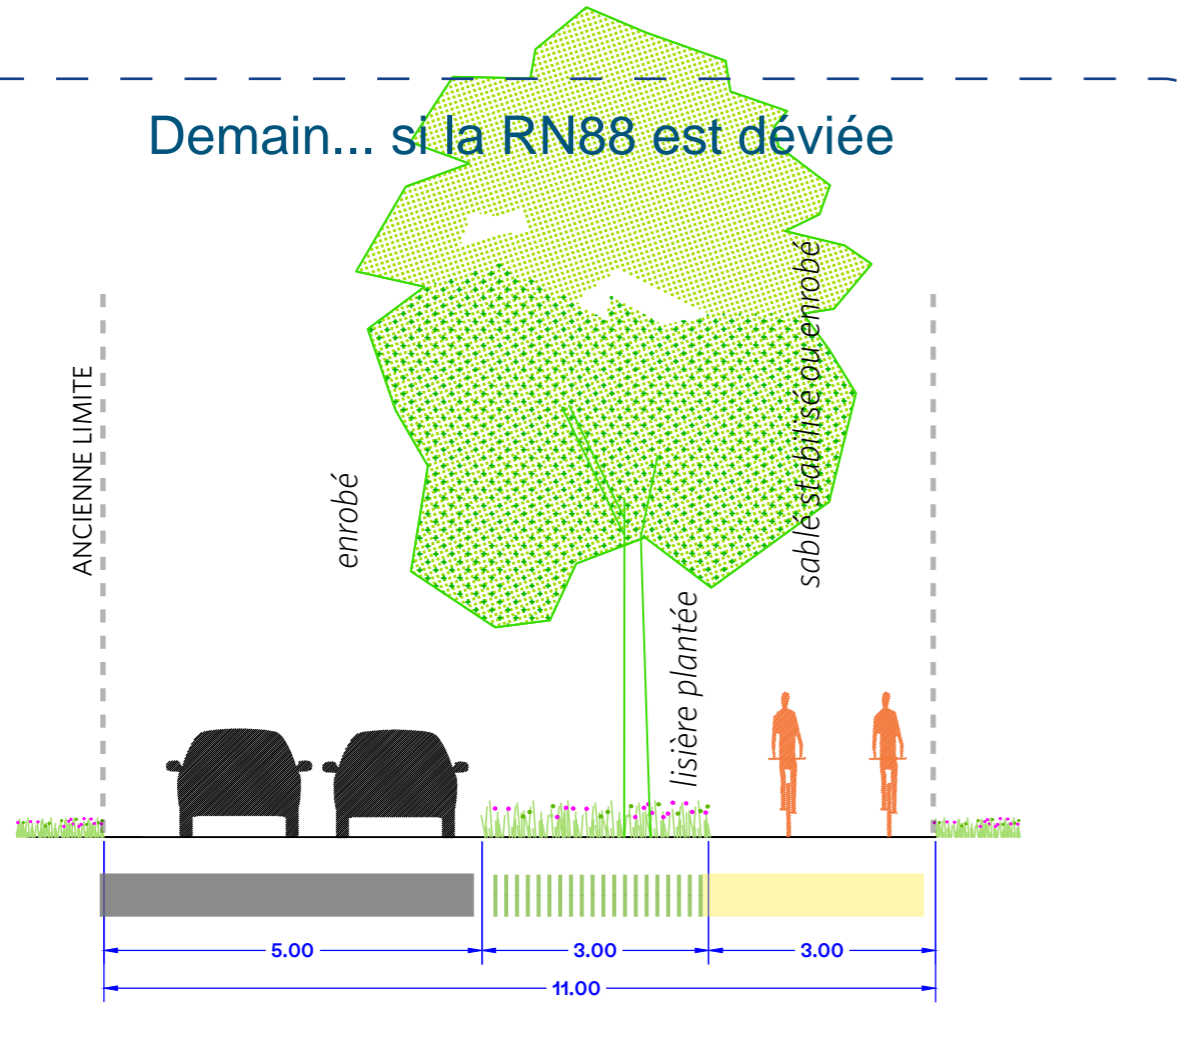 Demain... si la RN88 est déviée
ANCIENNE LIMITE
enrobé
lisière plantée
sablé stabilisé ou enrobé
5.00
3.00
3.00
11.00